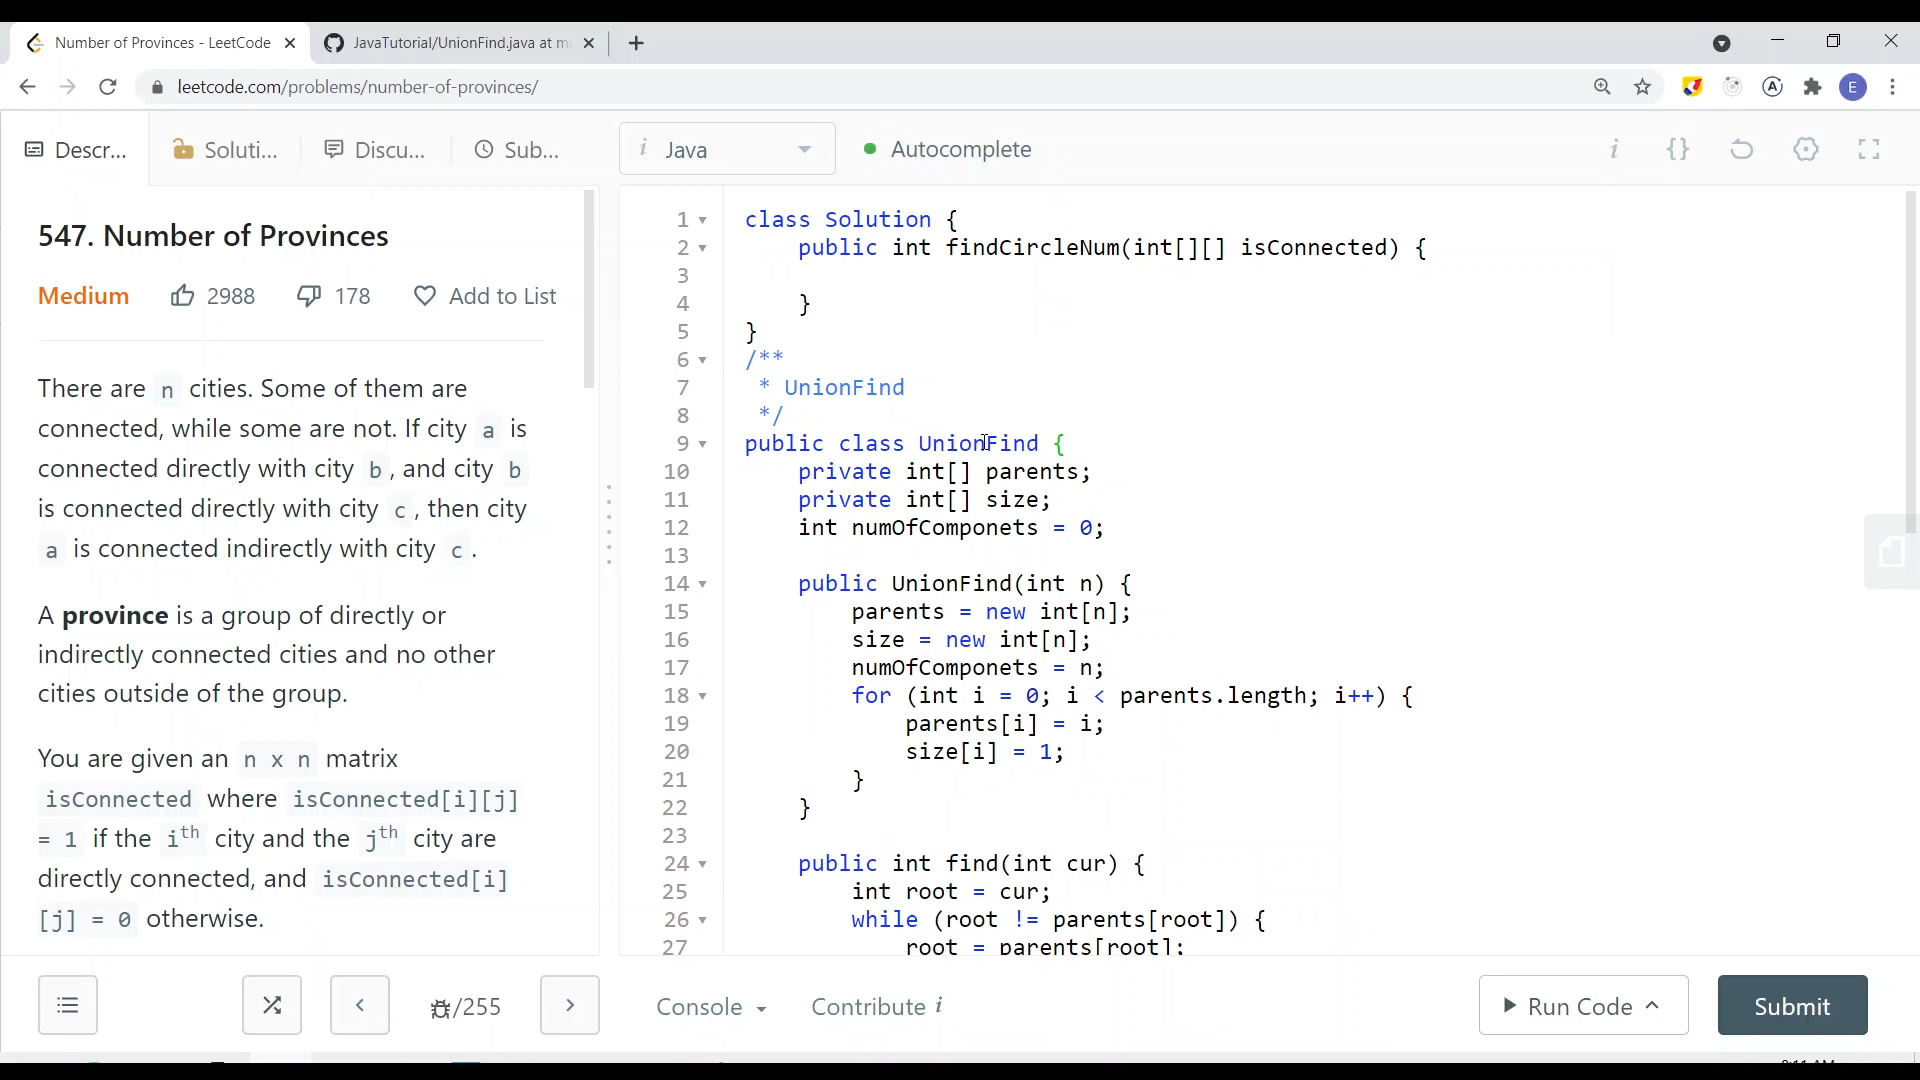 Number of Provinces - LeetCode
JavaTutorial/UnionFind.java at m
leetcode.com/problems/number-of-provinces/
E
Descr...
Soluti...
Discu...
Sub...
i Java
Autocomplete
i {}
547. Number of Provinces
Medium 2988 178 Add to List
There are n cities. Some of them are
connected, while some are not. If city a is
connected directly with city b, and city b
is connected directly with city c, then city
a is connected indirectly with city c.
A province is a group of directly or
indirectly connected cities and no other
cities outside of the group.
You are given an n x n matrix
isConnected where isConnected[i][j]
= 1 if the ith city and the jth city are
directly connected, and isConnected[i]
[j] = 0 otherwise.
1 class Solution {
2 public int findCircleNum(int[][] isConnected) {
3
4 }
5 }
6 /**
7 * UnionFind
8 */
9 public class UnionFind {
10 private int[] parents;
11 private int[] size;
12 int numOfComponets = 0;
13
14 public UnionFind(int n) {
15 parents = new int[n];
16 size = new int[n];
17 numOfComponets = n;
18 for (int i = 0; i < parents.length; i++) {
19 parents[i] = i;
20 size[i] = 1;
21 }
22 }
23
24 public int find(int cur) {
25 int root = cur;
26 while (root != parents[root]) {
27 root = parents[root];
/255
Console
Contribute i
Run Code
Submit